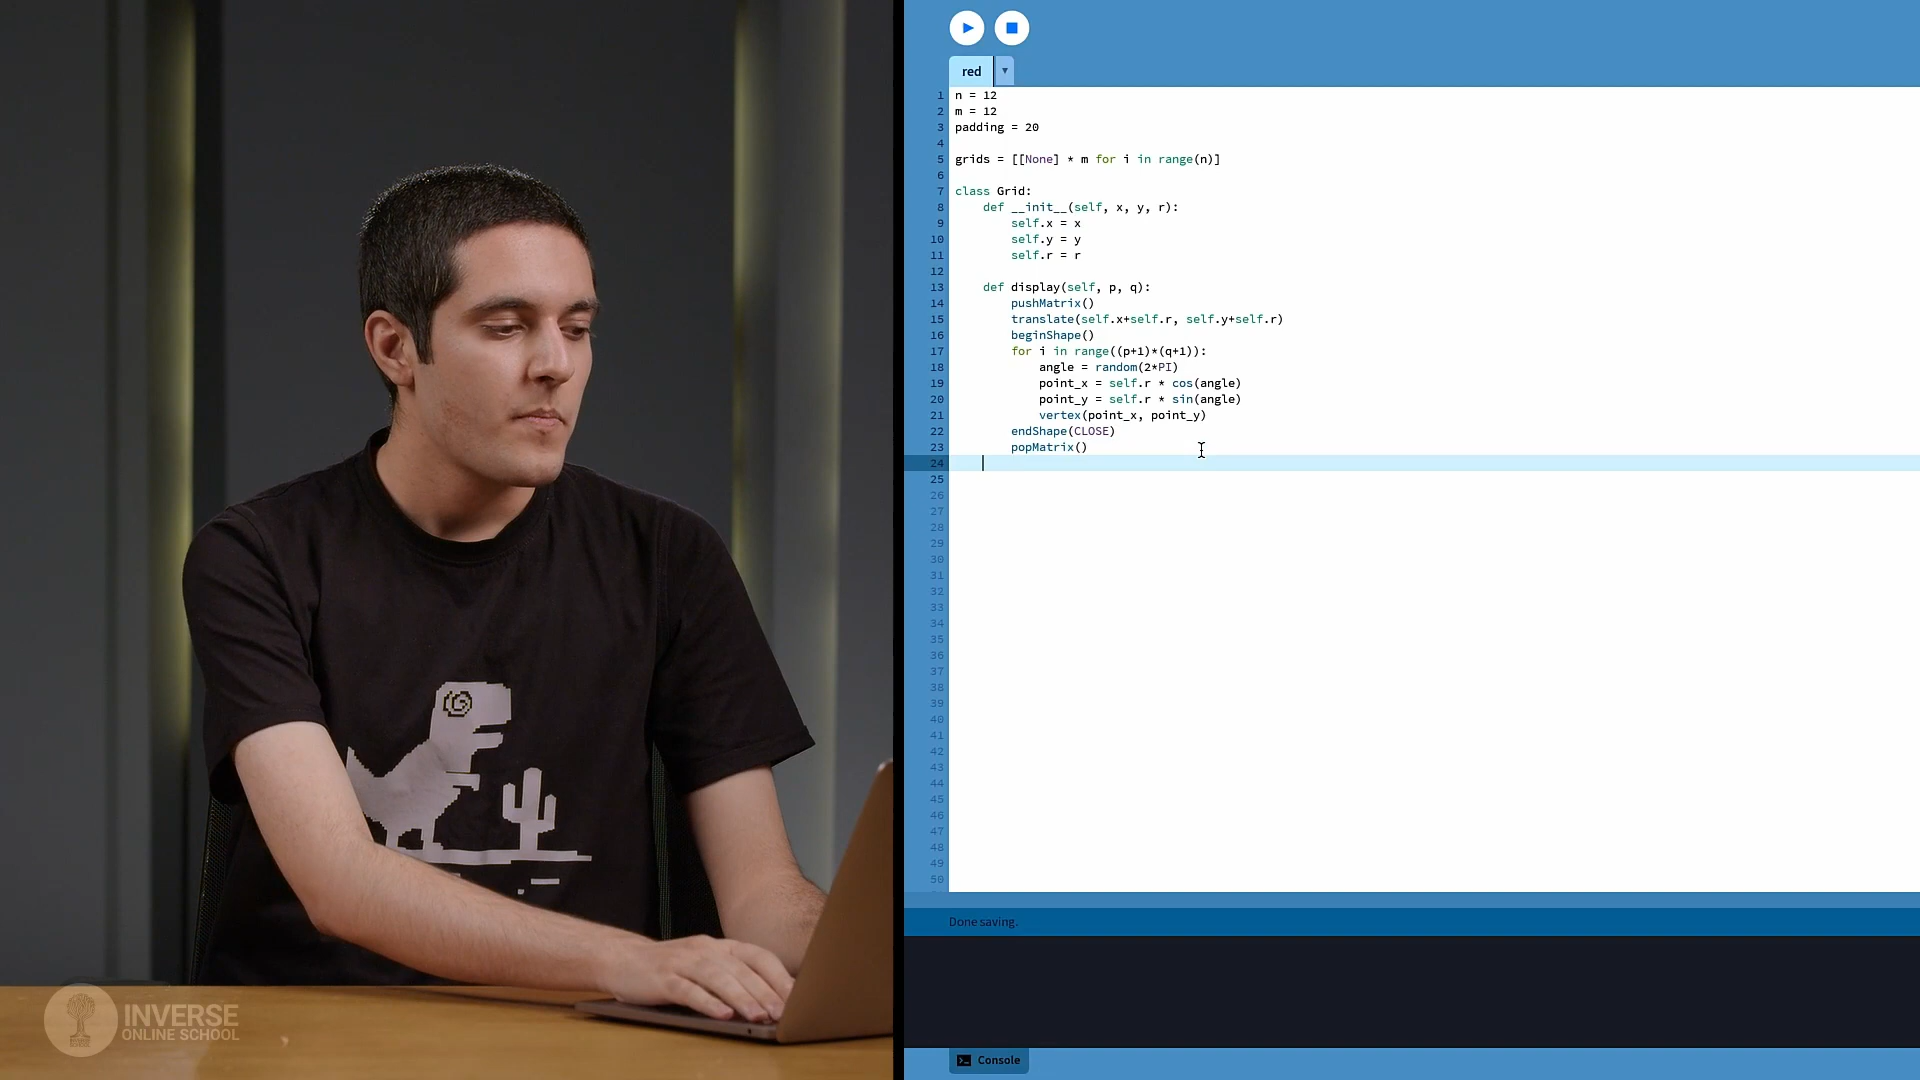 red
1 n = 12
2 m = 12
3 padding = 20
4
5 grids = [[None] * m for i in range(n)]
6
7 class Grid:
8     def __init__(self, x, y, r):
9         self.x = x
10         self.y = y
11         self.r = r
12
13     def display(self, p, q):
14         pushMatrix()
15         translate(self.x+self.r, self.y+self.r)
16         beginShape()
17         for i in range((p+1)*(q+1)):
18             angle = random(2*PI)
19             point_x = self.r * cos(angle)
20             point_y = self.r * sin(angle)
21             vertex(point_x, point_y)
22         endShape(CLOSE)
23         popMatrix()
24
25
26
27
28
29
30
31
32
33
34
35
36
37
38
39
40
41
42
43
44
45
46
47
48
49
50
Done saving.
Console
INVERSE
ONLINE SCHOOL